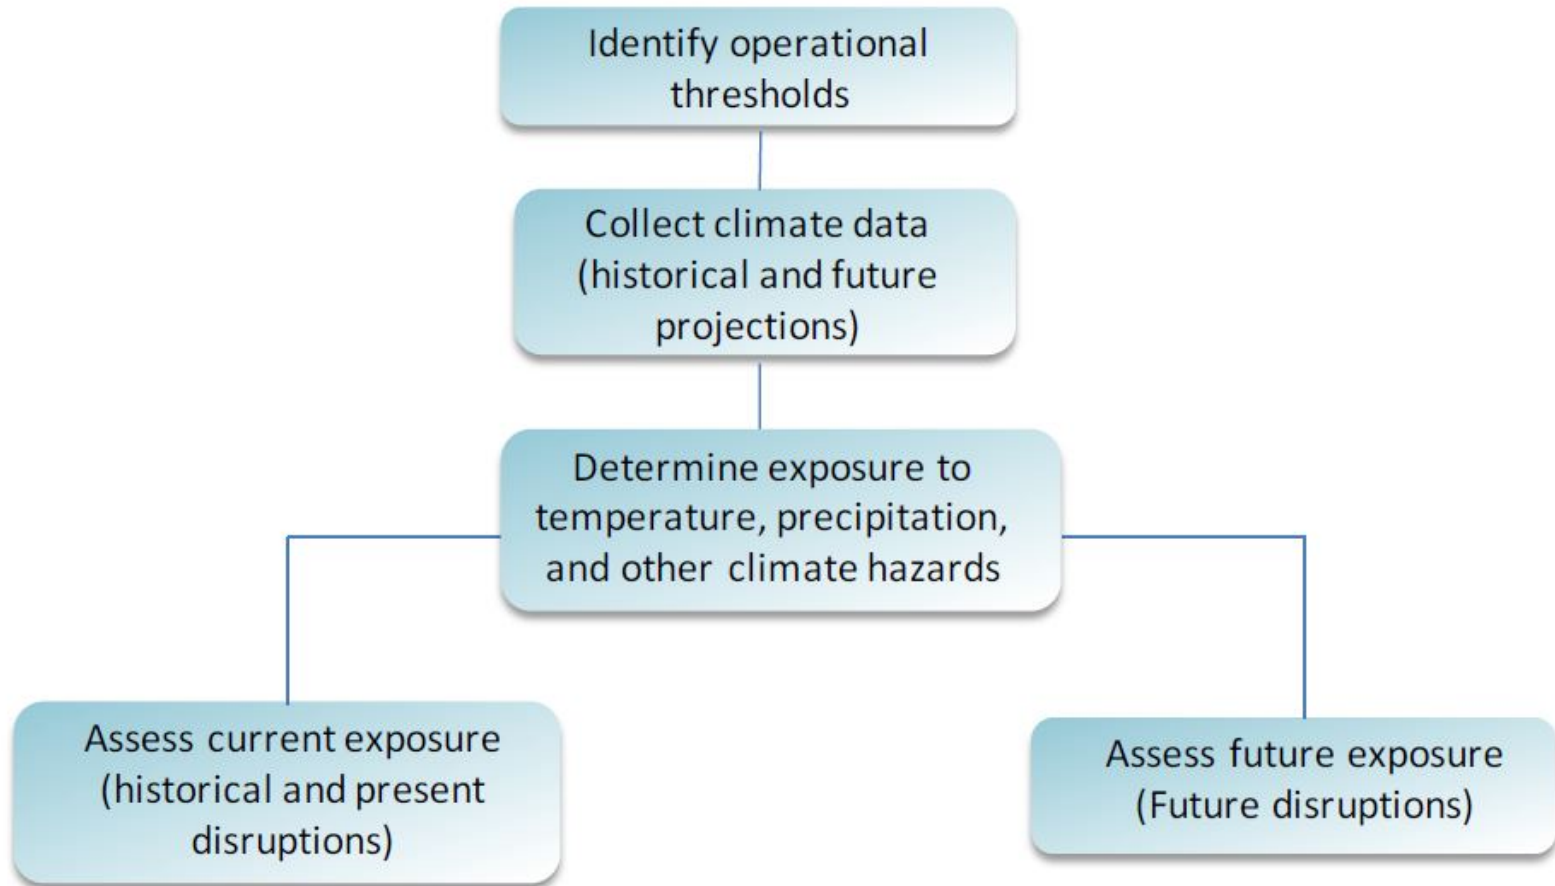 Identify operational
thresholds
Collect climate data
(historical and future
projections)
Determine exposure to
temperature, precipitation,
and other climate hazards
Assess current exposure
(historical and present
disruptions)
Assess future exposure
(Future disruptions)